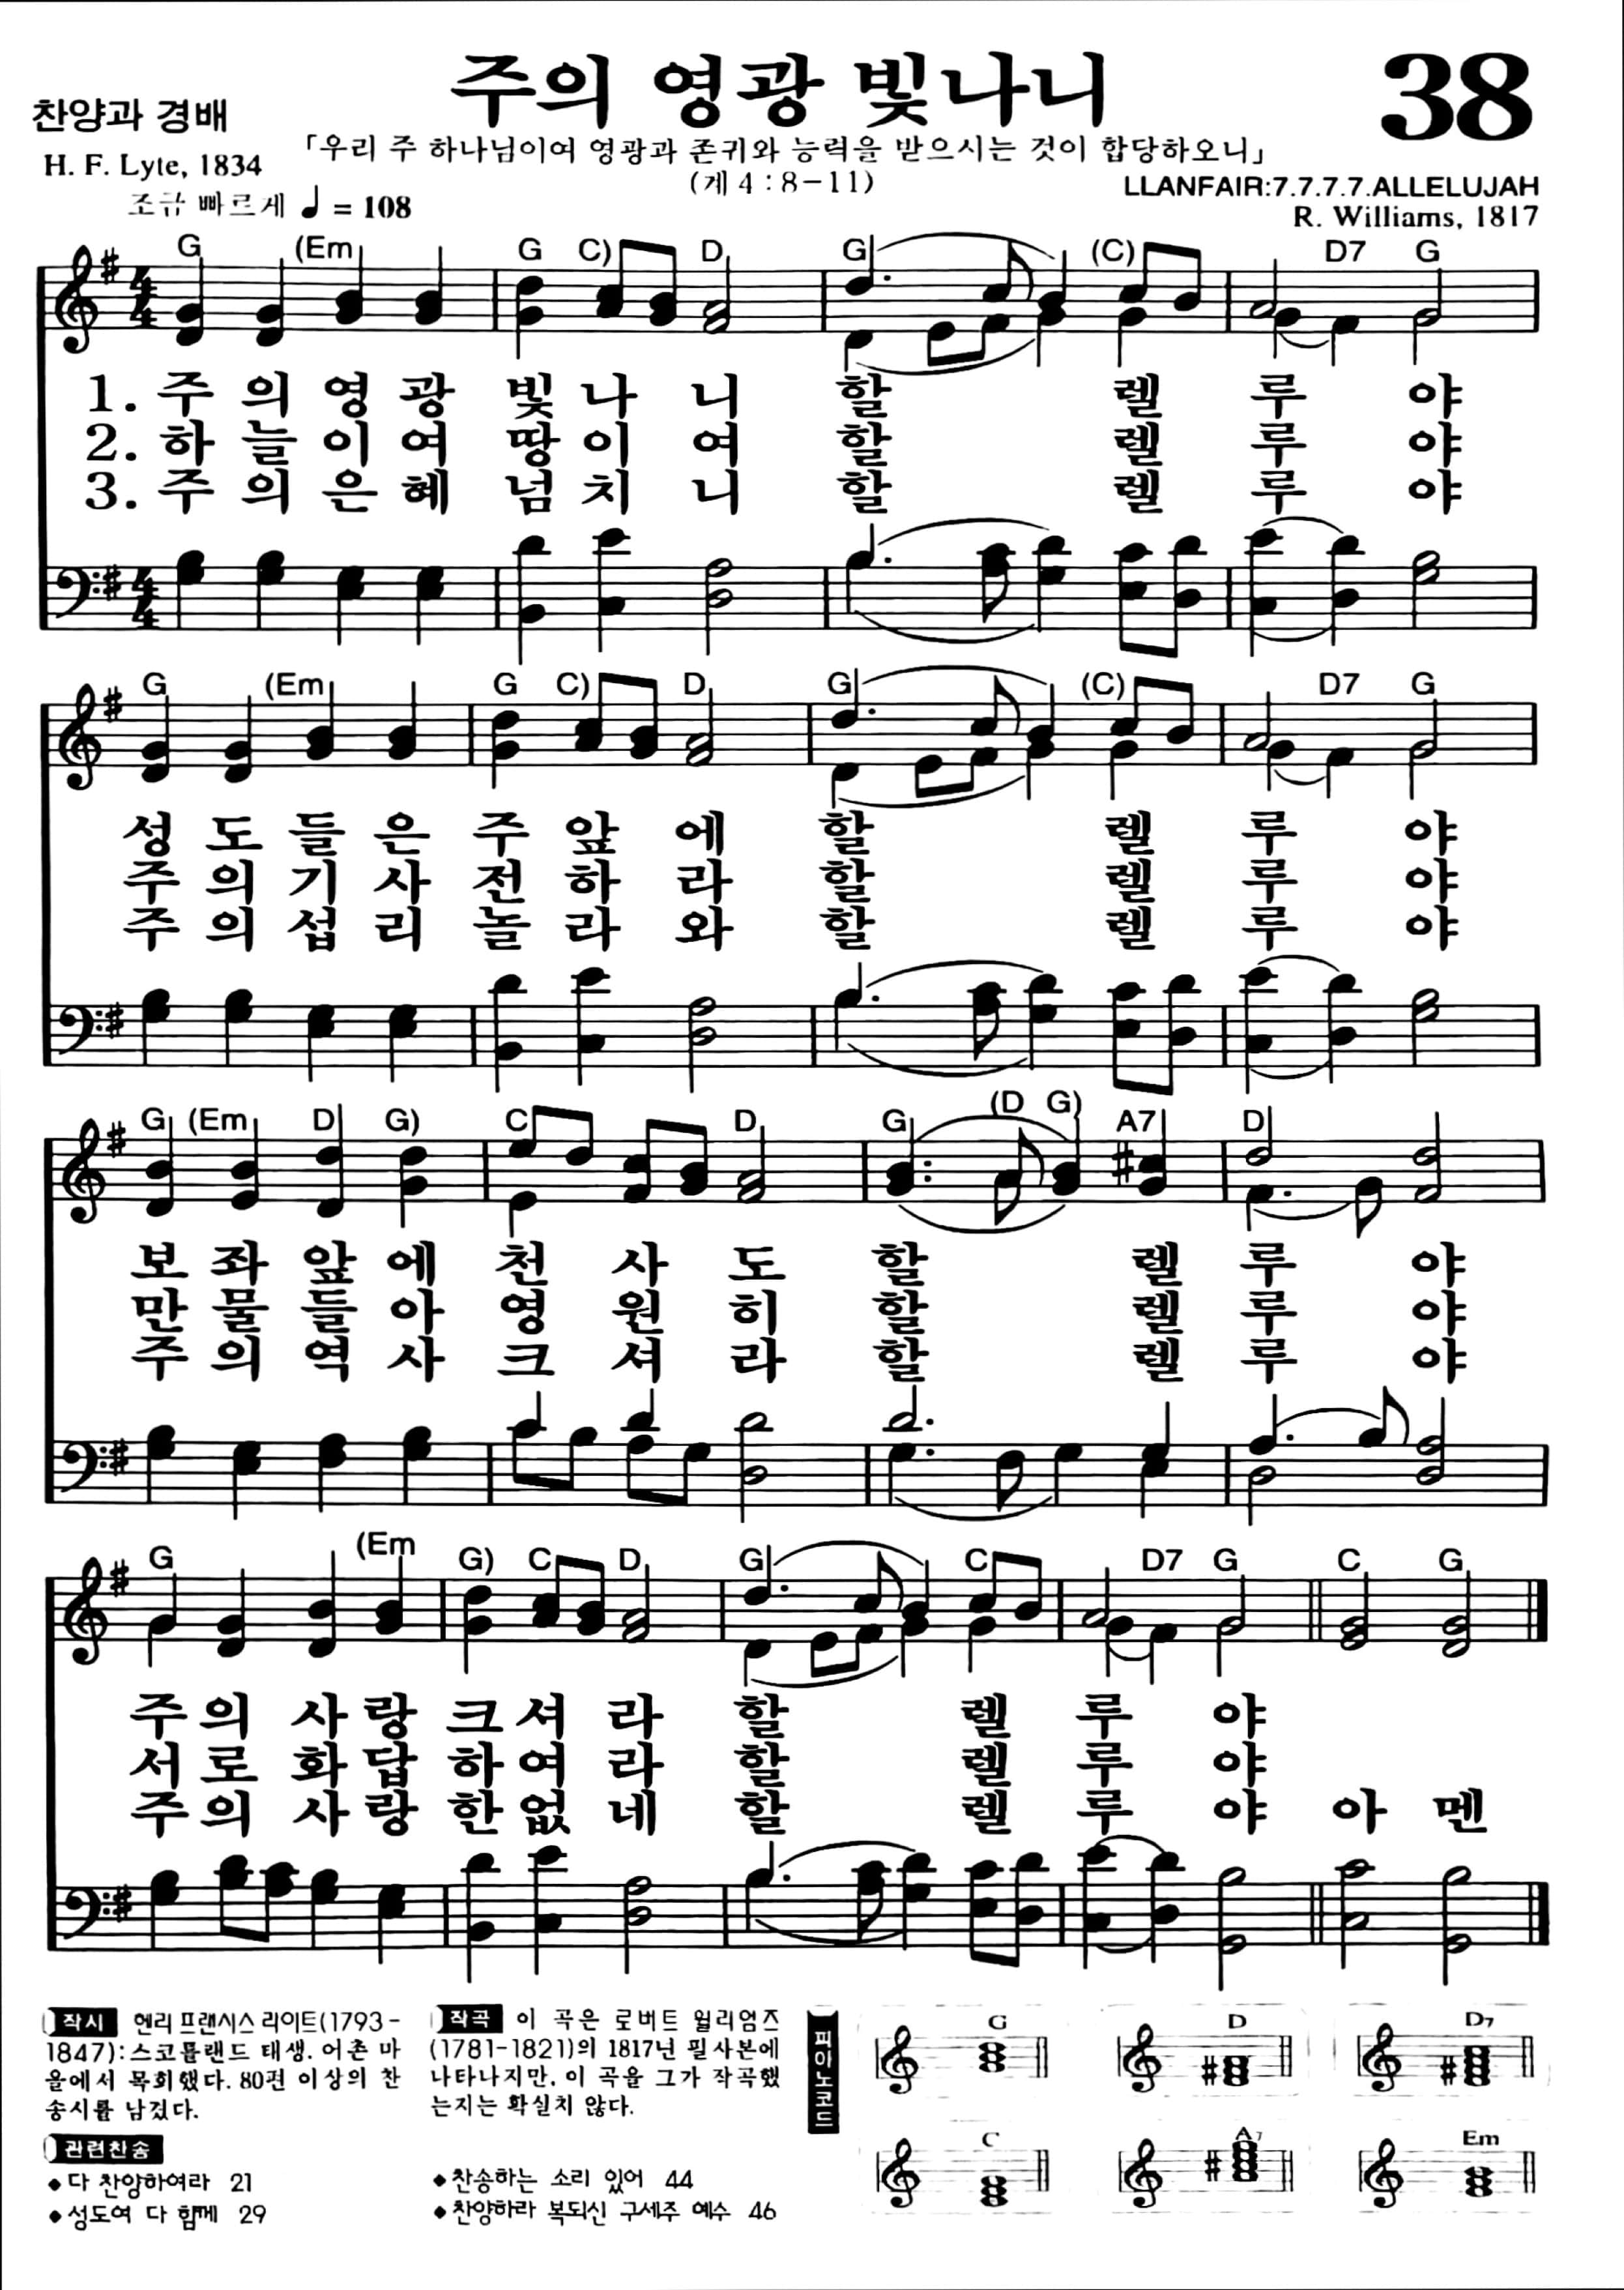 찬양과 경배
주의 영광 빛나니
38
「우리 주 하나님이여 영광과 존귀와 능력을 받으시는 것이 합당하오니」
(계 4 : 8-11)
H. F. Lyte, 1834
조금 빠르게 ♩ = 108
LLANFAIR:7.7.7.7.ALLELUJAH
R. Williams, 1817
G (Em G C) D G (C) D7 G
1. 주 의 영 광 빛 나 니 할 렐 루 야
2. 하 늘 이 여 땅 이 여 할 렐 루 야
3. 주 의 은 혜 넘 치 니 할 렐 루 야
G (Em G C) D G (C) D7 G
성 도 들 은 주 앞 에 할 렐 루 야
주 의 기 사 전 하 라 할 렐 루 야
주 의 섭 리 놀 라 와 할 렐 루 야
G (Em D G) C D G (D G) A7 D
보 좌 앞 에 천 사 도 할 렐 루 야
만 물 들 아 영 원 히 할 렐 루 야
주 의 역 사 크 셔 라 할 렐 루 야
G (Em G) C D G C D7 G C G
주 의 사 랑 크 셔 라 할 렐 루 야
서 로 화 답 하 여 라 할 렐 루 야
주 의 사 랑 한 없 네 할 렐 루 야 아 멘
작시 헨리 프랜시스 라이트(1793-
1847):스코틀랜드 태생. 어촌 마
을에서 목회했다. 80편 이상의 찬
송시를 남겼다.
작곡 이 곡은 로버트 윌리엄즈
(1781-1821)의 1817년 필사본에
나타나지만, 이 곡을 그가 작곡했
는지는 확실치 않다.
관련찬송
◆다 찬양하여라 21
◆성도여 다 함께 29
◆찬송하는 소리 있어 44
◆찬양하라 복되신 구세주 예수 46
피아노코드
G D D7
C A7 Em